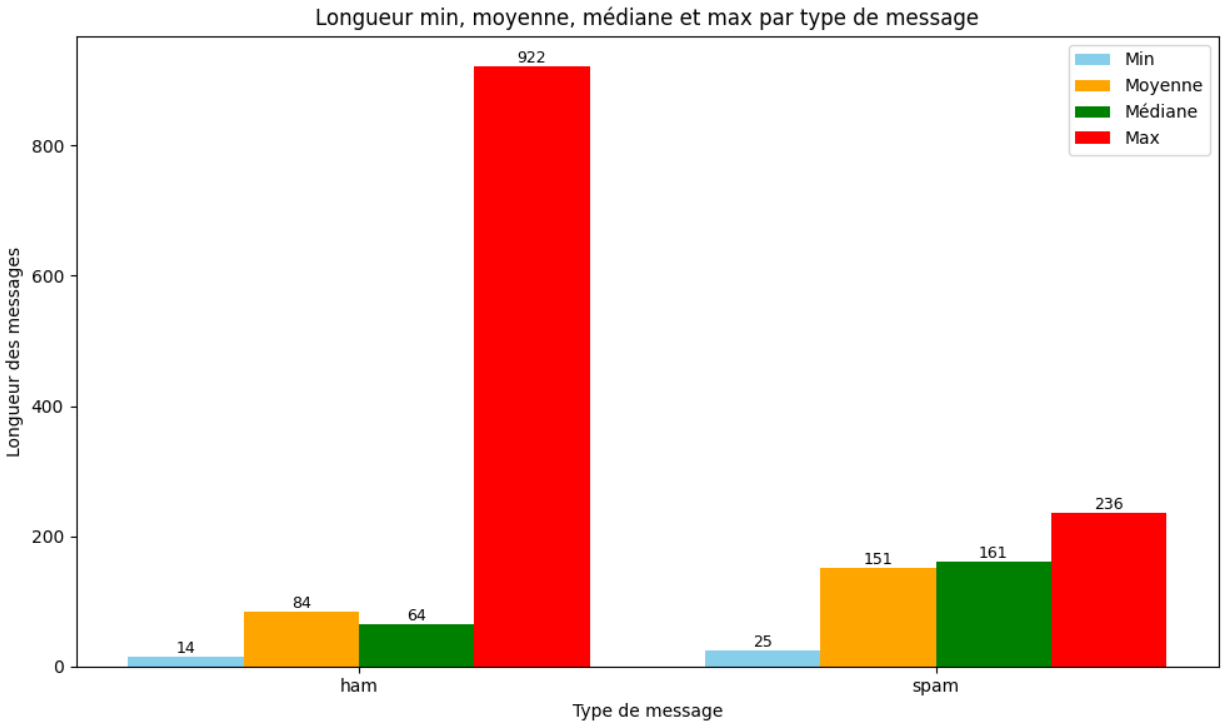 Longueur min, moyenne, médiane et max par type de message
922
Min
Moyenne
Médiane
Max
800
600
400
200
0
Longueur des messages
14
84
64
25
151
161
236
ham
spam
Type de message